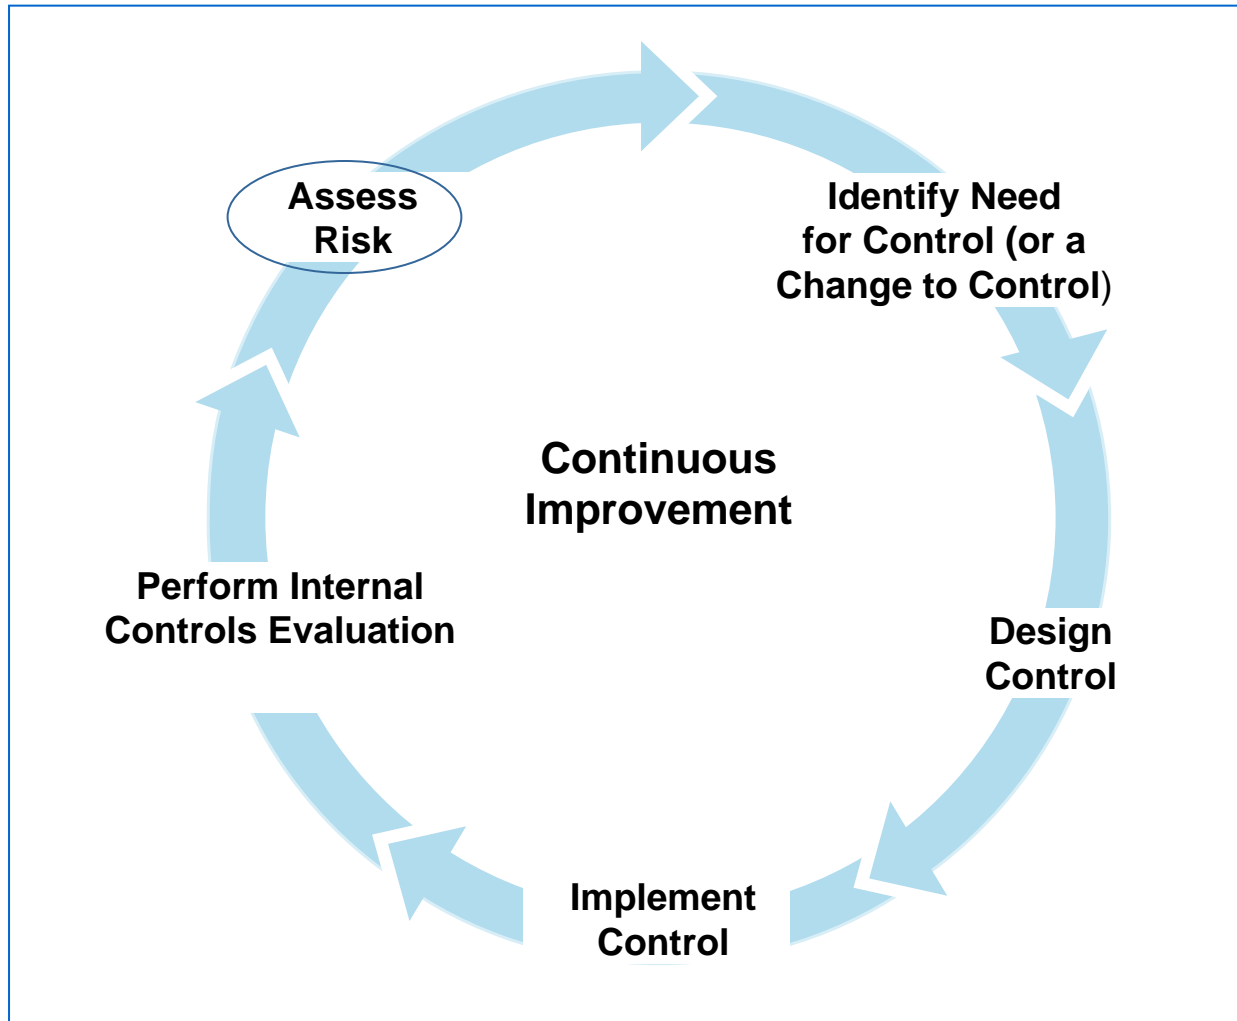 Assess
Risk
Identify Need
for Control (or a
Change to Control)
Continuous
Improvement
Perform Internal
Controls Evaluation
Design
Control
Implement
Control